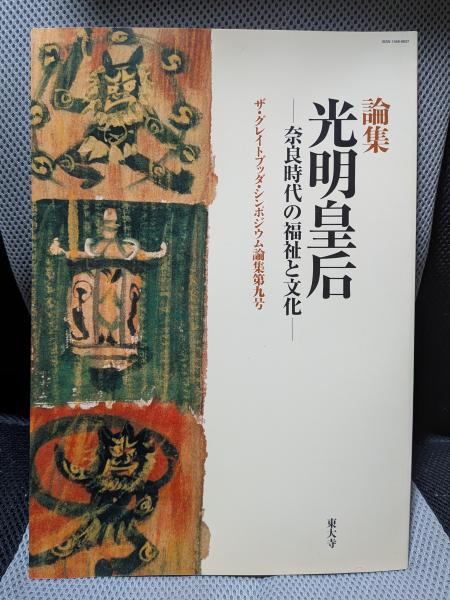 論集
光明皇后
―奈良時代の福祉と文化―
ザ・グレイトブッダ・シンポジウム論集第九号
東大寺